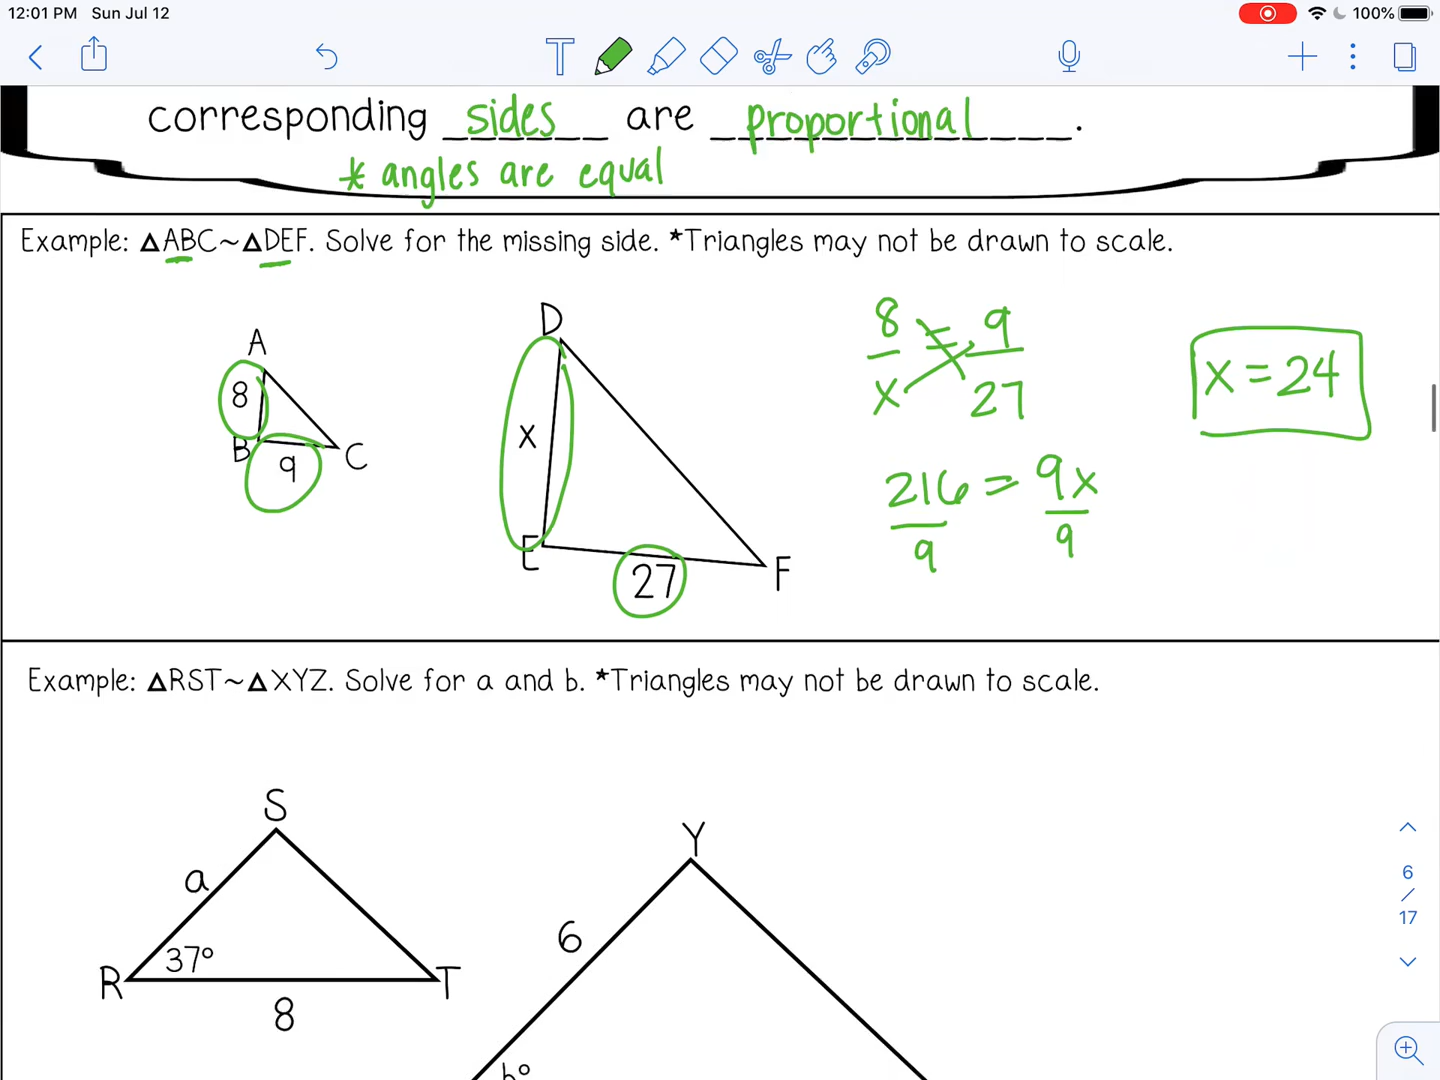 12:01 PM Sun Jul 12
100%
T
corresponding sides are proportional.
* angles are equal
Example: △ABC~△DEF. Solve for the missing side. *Triangles may not be drawn to scale.
A
8
B
9
C
D
x
E
27
F
8/x = 9/27
216/9 = 9x/9
x = 24
Example: △RST~△XYZ. Solve for a and b. *Triangles may not be drawn to scale.
S
a
R
37°
T
8
Y
6
b°
6
/
17